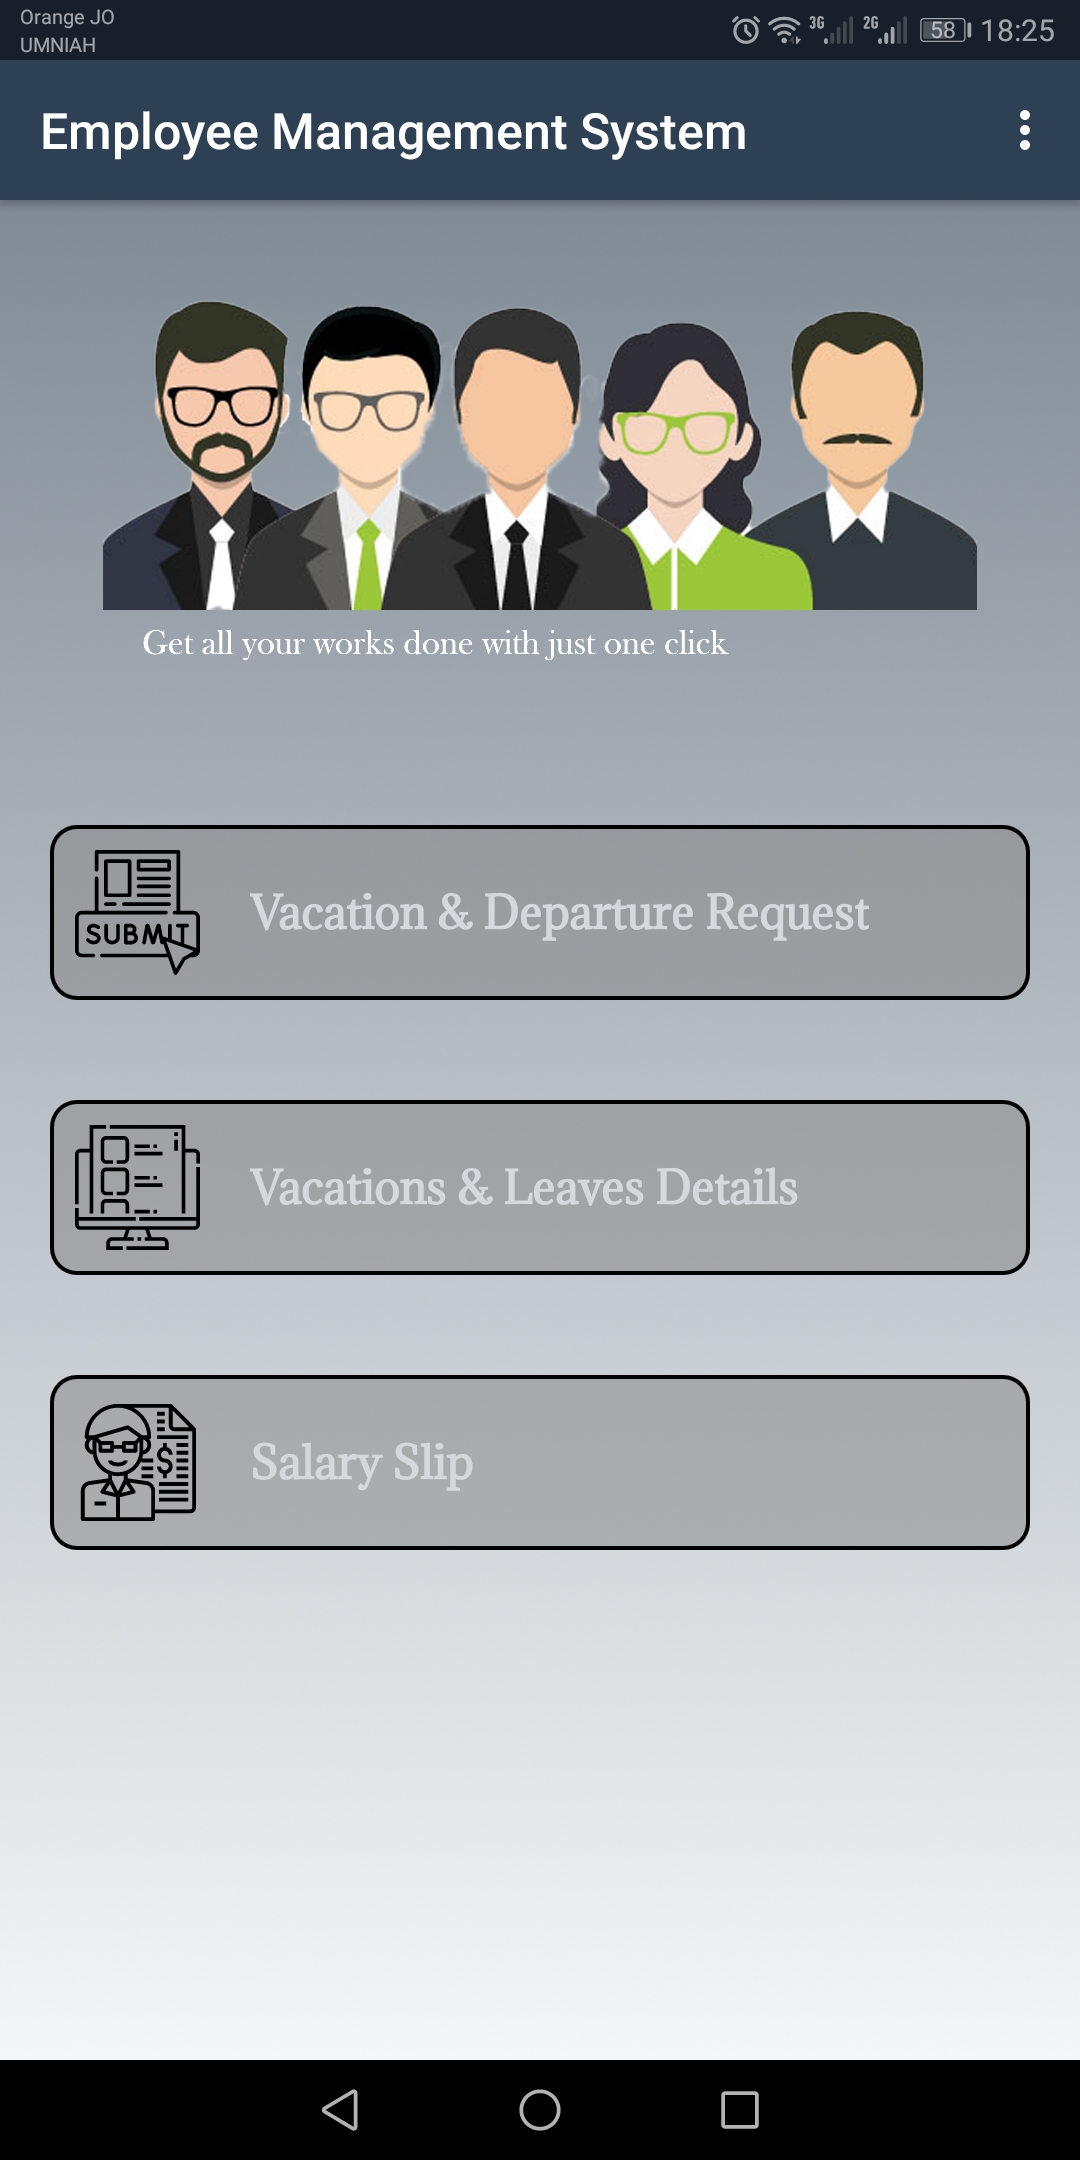 Orange JO
UMNIAH
3G 2G 58 18:25
Employee Management System
Get all your works done with just one click
SUBMIT
Vacation & Departure Request
Vacations & Leaves Details
$
Salary Slip